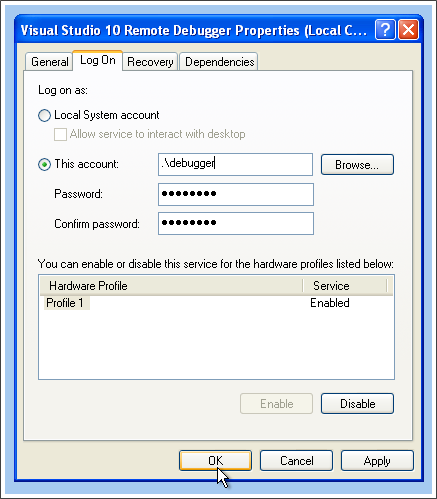 Visual Studio 10 Remote Debugger Properties (Local C...
General Log On Recovery Dependencies
Log on as:
Local System account
Allow service to interact with desktop
This account: .\debugger Browse...
Password: ●●●●●●●●
Confirm password: ●●●●●●●●
You can enable or disable this service for the hardware profiles listed below:
Hardware Profile Service
Profile 1 Enabled
Enable Disable
OK Cancel Apply